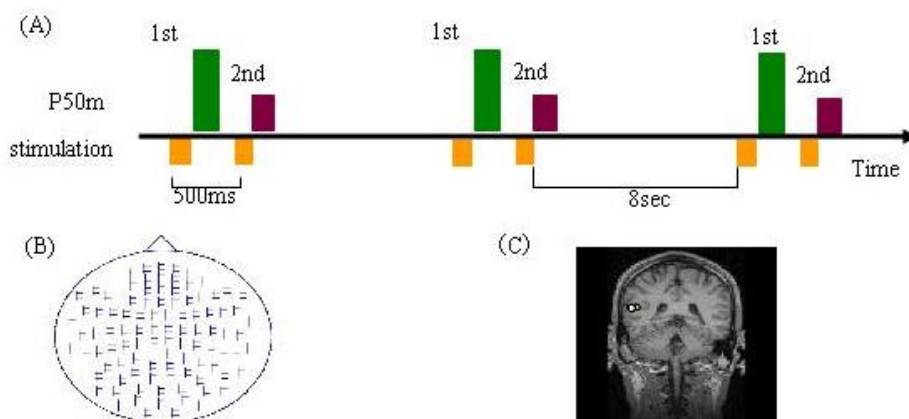 (A)
1st 1st 1st
2nd 2nd 2nd
P50m
stimulation
Time
500ms 8sec
(B) (C)